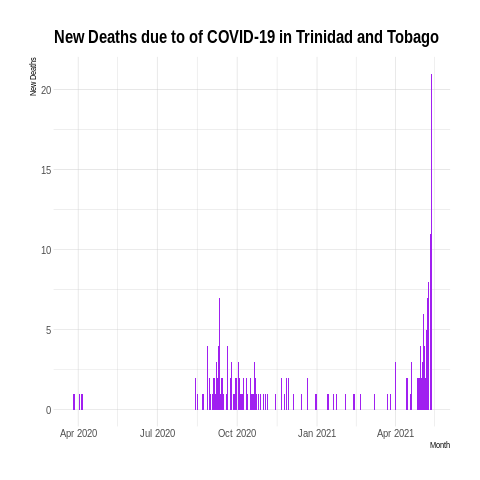 New Deaths due to of COVID-19 in Trinidad and Tobago
New Deaths
20
15
10
5
0
Apr 2020 Jul 2020 Oct 2020 Jan 2021 Apr 2021
Month